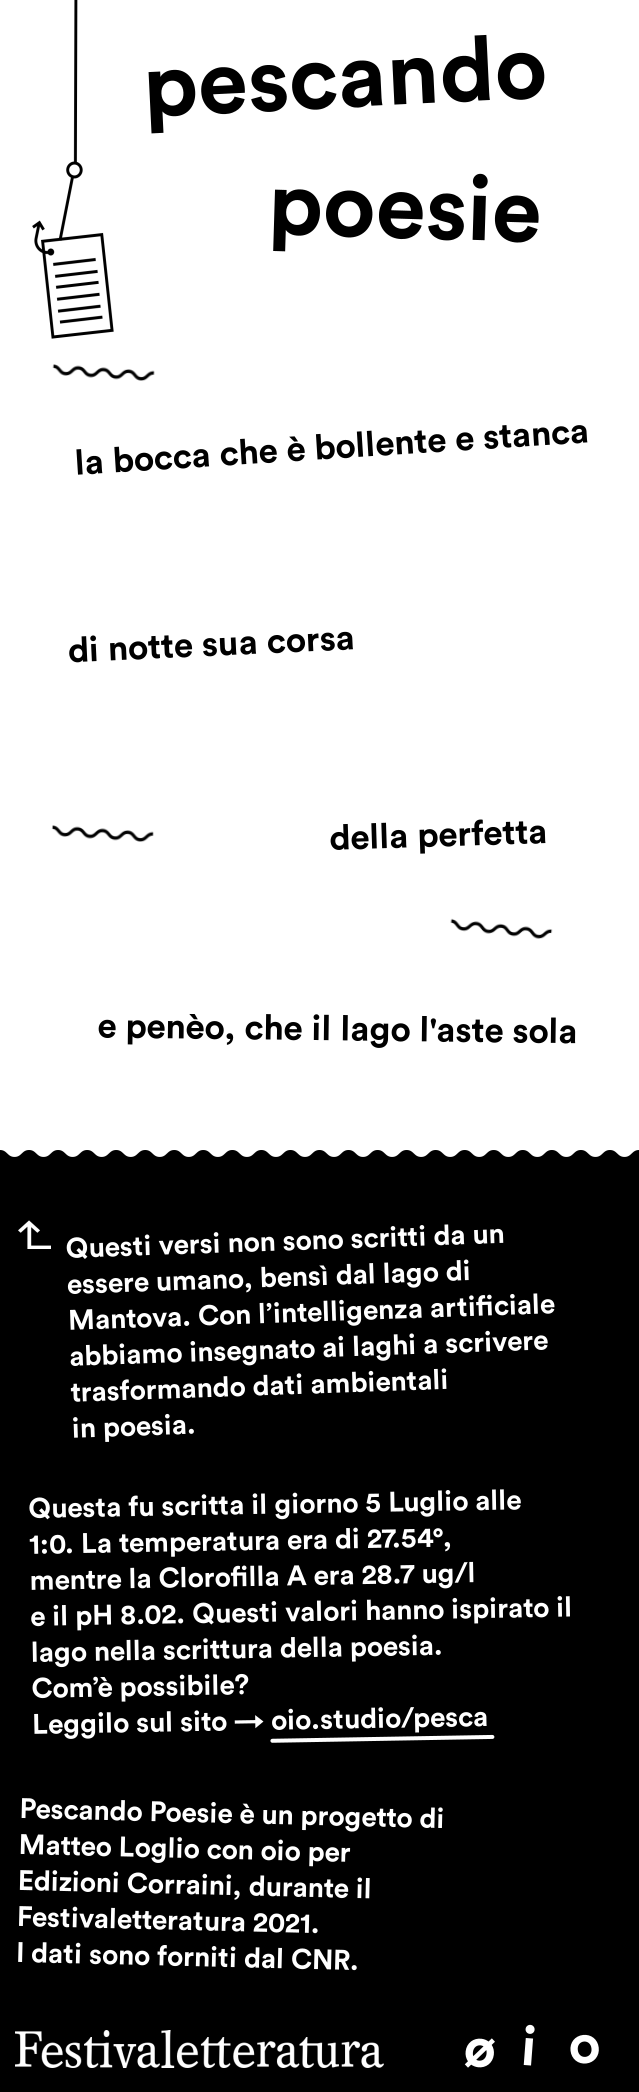 pescando
poesie
la bocca che è bollente e stanca
di notte sua corsa
della perfetta
e penèo, che il lago l'aste sola
Questi versi non sono scritti da un
essere umano, bensì dal lago di
Mantova. Con l’intelligenza artificiale
abbiamo insegnato ai laghi a scrivere
trasformando dati ambientali
in poesia.
Questa fu scritta il giorno 5 Luglio alle
1:0. La temperatura era di 27.54°,
mentre la Clorofilla A era 28.7 ug/l
e il pH 8.02. Questi valori hanno ispirato il
lago nella scrittura della poesia.
Com’è possibile?
Leggilo sul sito → oio.studio/pesca
Pescando Poesie è un progetto di
Matteo Loglio con oio per
Edizioni Corraini, durante il
Festivaletteratura 2021.
I dati sono forniti dal CNR.
Festivaletteratura ø i o